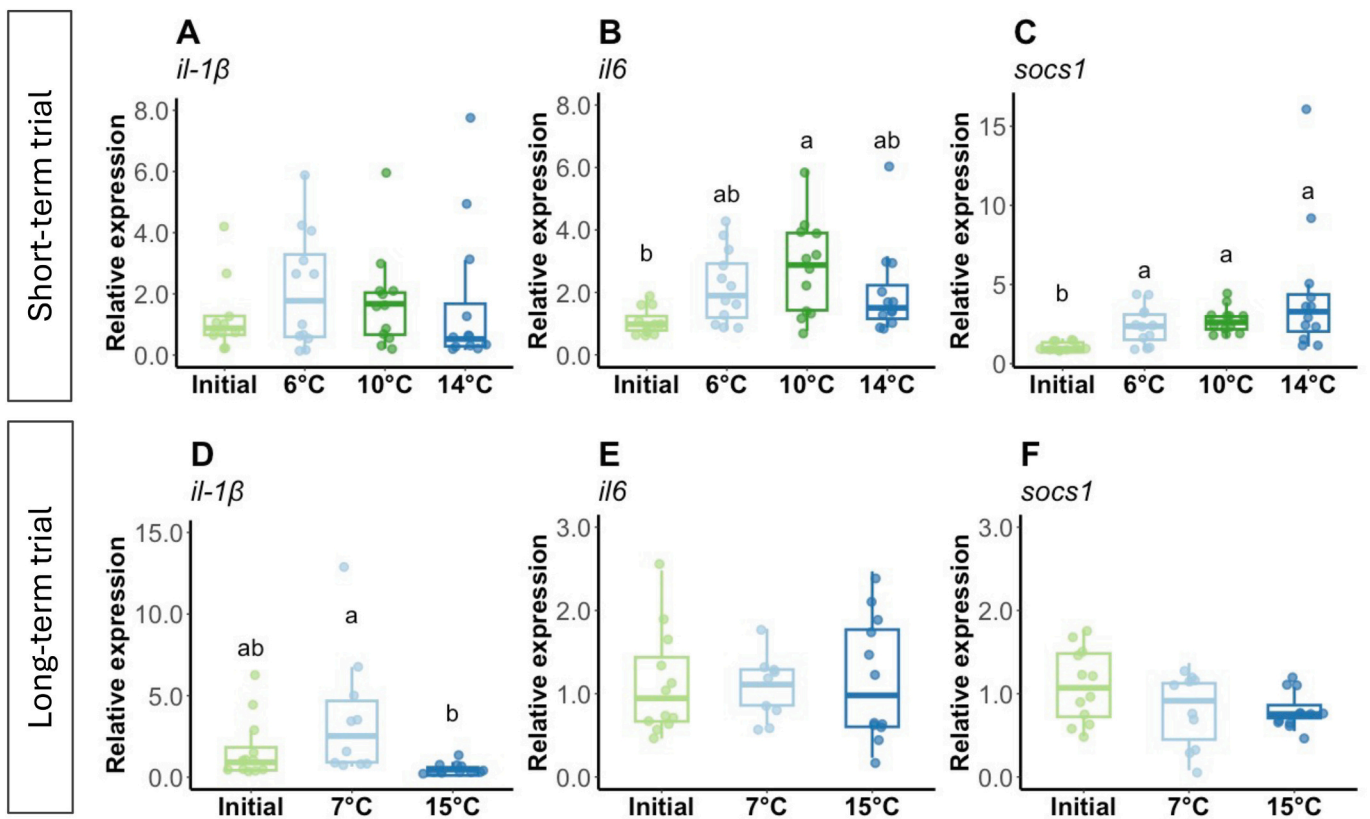 Short-term trial
A
il-1β
Relative expression
8.0
6.0
4.0
2.0
0.0
Initial 6°C 10°C 14°C
B
il6
Relative expression
8.0
6.0
4.0
2.0
0.0
b ab a ab
Initial 6°C 10°C 14°C
C
socs1
Relative expression
15
10
5
0
b a a a
Initial 6°C 10°C 14°C
Long-term trial
D
il-1β
Relative expression
15.0
10.0
5.0
0.0
ab a b
Initial 7°C 15°C
E
il6
Relative expression
3.0
2.0
1.0
0.0
Initial 7°C 15°C
F
socs1
Relative expression
3.0
2.0
1.0
0.0
Initial 7°C 15°C